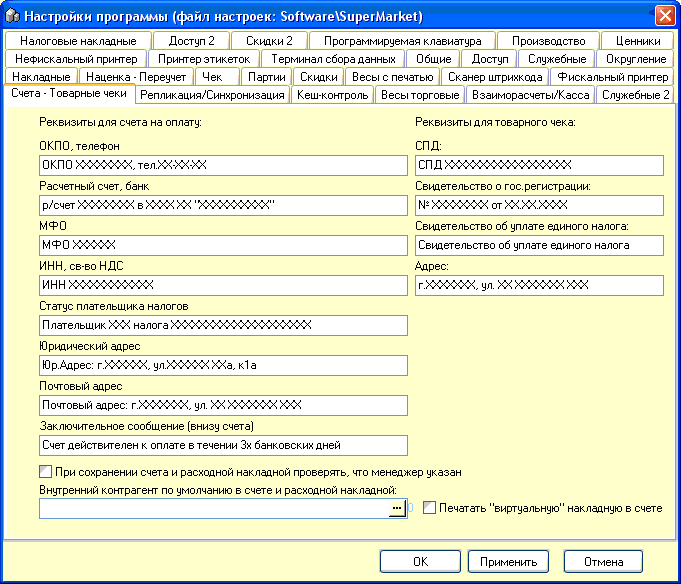 Настройки программы (файл настроек: Software\SuperMarket)
Налоговые накладные Доступ 2 Скидки 2 Программируемая клавиатура Производство Ценники
Нефискальный принтер Принтер этикеток Терминал сбора данных Общие Доступ Служебные Округление
Накладные Наценка - Переучет Чек Партии Скидки Весы с печатью Сканер штрихкода Фискальный принтер
Счета - Товарные чеки Репликация/Синхронизация Кеш-контроль Весы торговые Взаиморасчеты/Касса Служебные 2
Реквизиты для счета на оплату: Реквизиты для товарного чека:
ОКПО, телефон СПД:
ОКПО XXXXXXXX, тел.XX-XX-XX СПД XXXXXXXXXXXXXXXXXX
Расчетный счет, банк Свидетельство о гос.регистрации:
р/счет XXXXXXXX в XXXX XX "XXXXXXXXXX" № XXXXXXXX от XX.XX.XXXX
МФО Свидетельство об уплате единого налога:
МФО XXXXXX Свидетельство об уплате единого налога
ИНН, св-во НДС Адрес:
ИНН XXXXXXXXXXXX г.XXXXXXX, ул. XX XXXXXXXX XXX
Статус плательщика налогов
Плательщик XXX налога XXXXXXXXXXXXXXXXXXXX
Юридический адрес
Юр.Адрес: г.XXXXXX, ул.XXXXXX XXа, к1а
Почтовый адрес
Почтовый адрес: г.XXXXXXX, ул. XX XXXXXXXX XXX
Заключительное сообщение (внизу счета)
Счет действителен к оплате в течении 3х банковских дней
При сохранении счета и расходной накладной проверять, что менеджер указан
Внутренний контрагент по умолчанию в счете и расходной накладной:
... 0 Печатать "виртуальную" накладную в счете
OK Применить Отмена